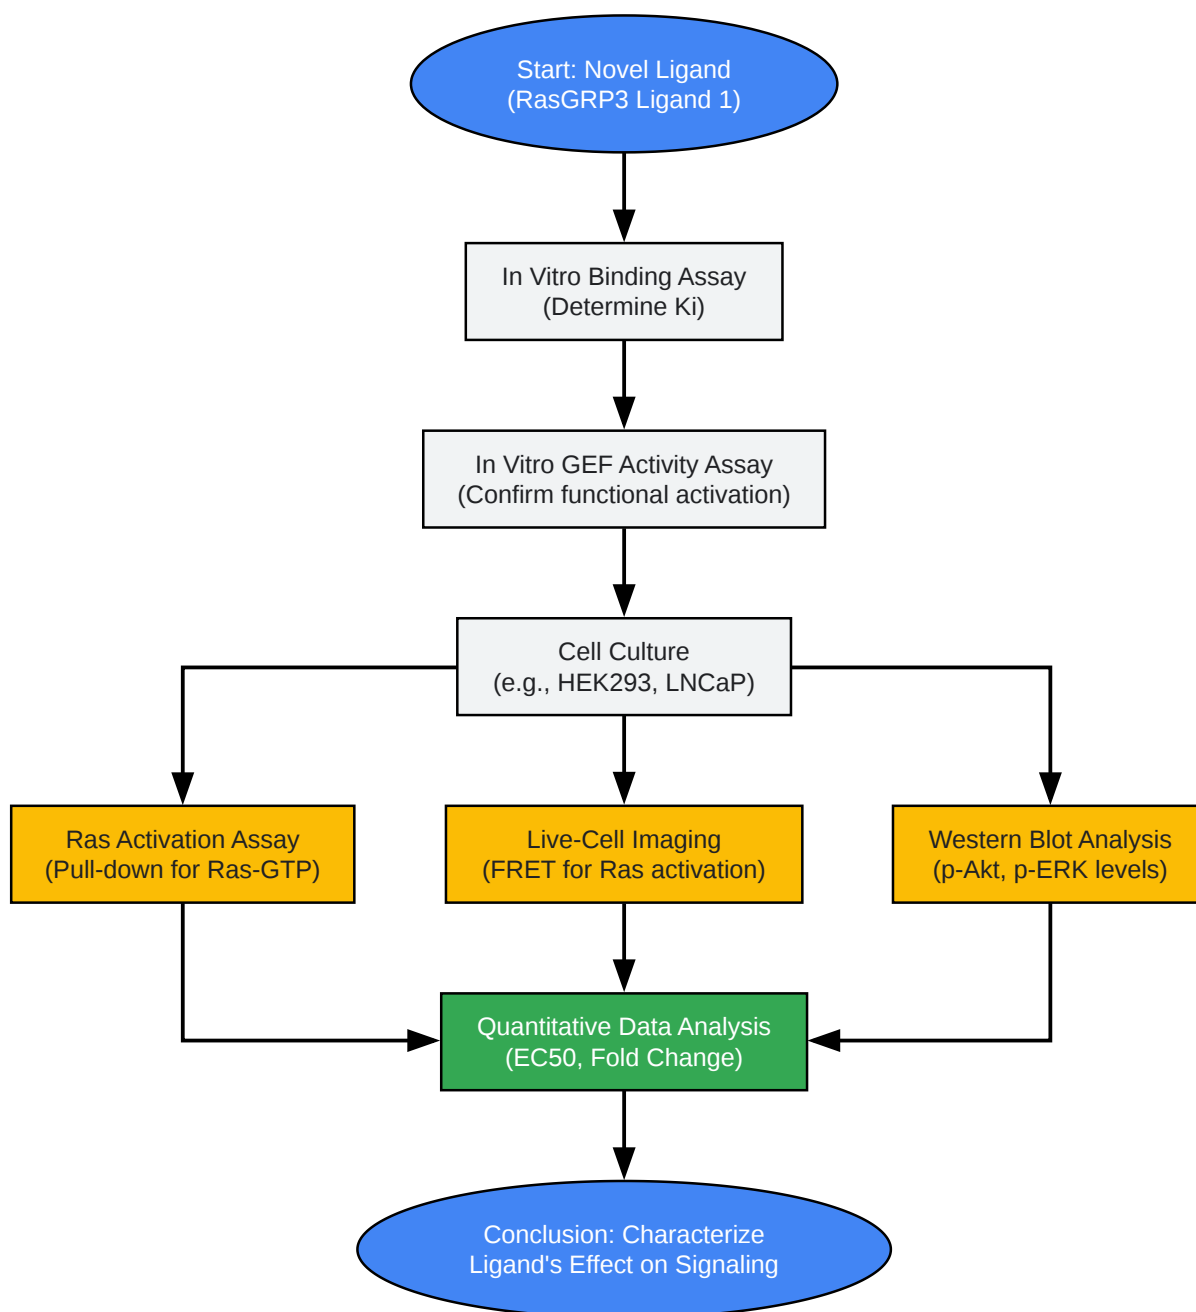 Start: Novel Ligand
(RasGRP3 Ligand 1)
In Vitro Binding Assay
(Determine Ki)
In Vitro GEF Activity Assay
(Confirm functional activation)
Cell Culture
(e.g., HEK293, LNCaP)
Ras Activation Assay
(Pull-down for Ras-GTP)
Live-Cell Imaging
(FRET for Ras activation)
Western Blot Analysis
(p-Akt, p-ERK levels)
Quantitative Data Analysis
(EC50, Fold Change)
Conclusion: Characterize
Ligand's Effect on Signaling